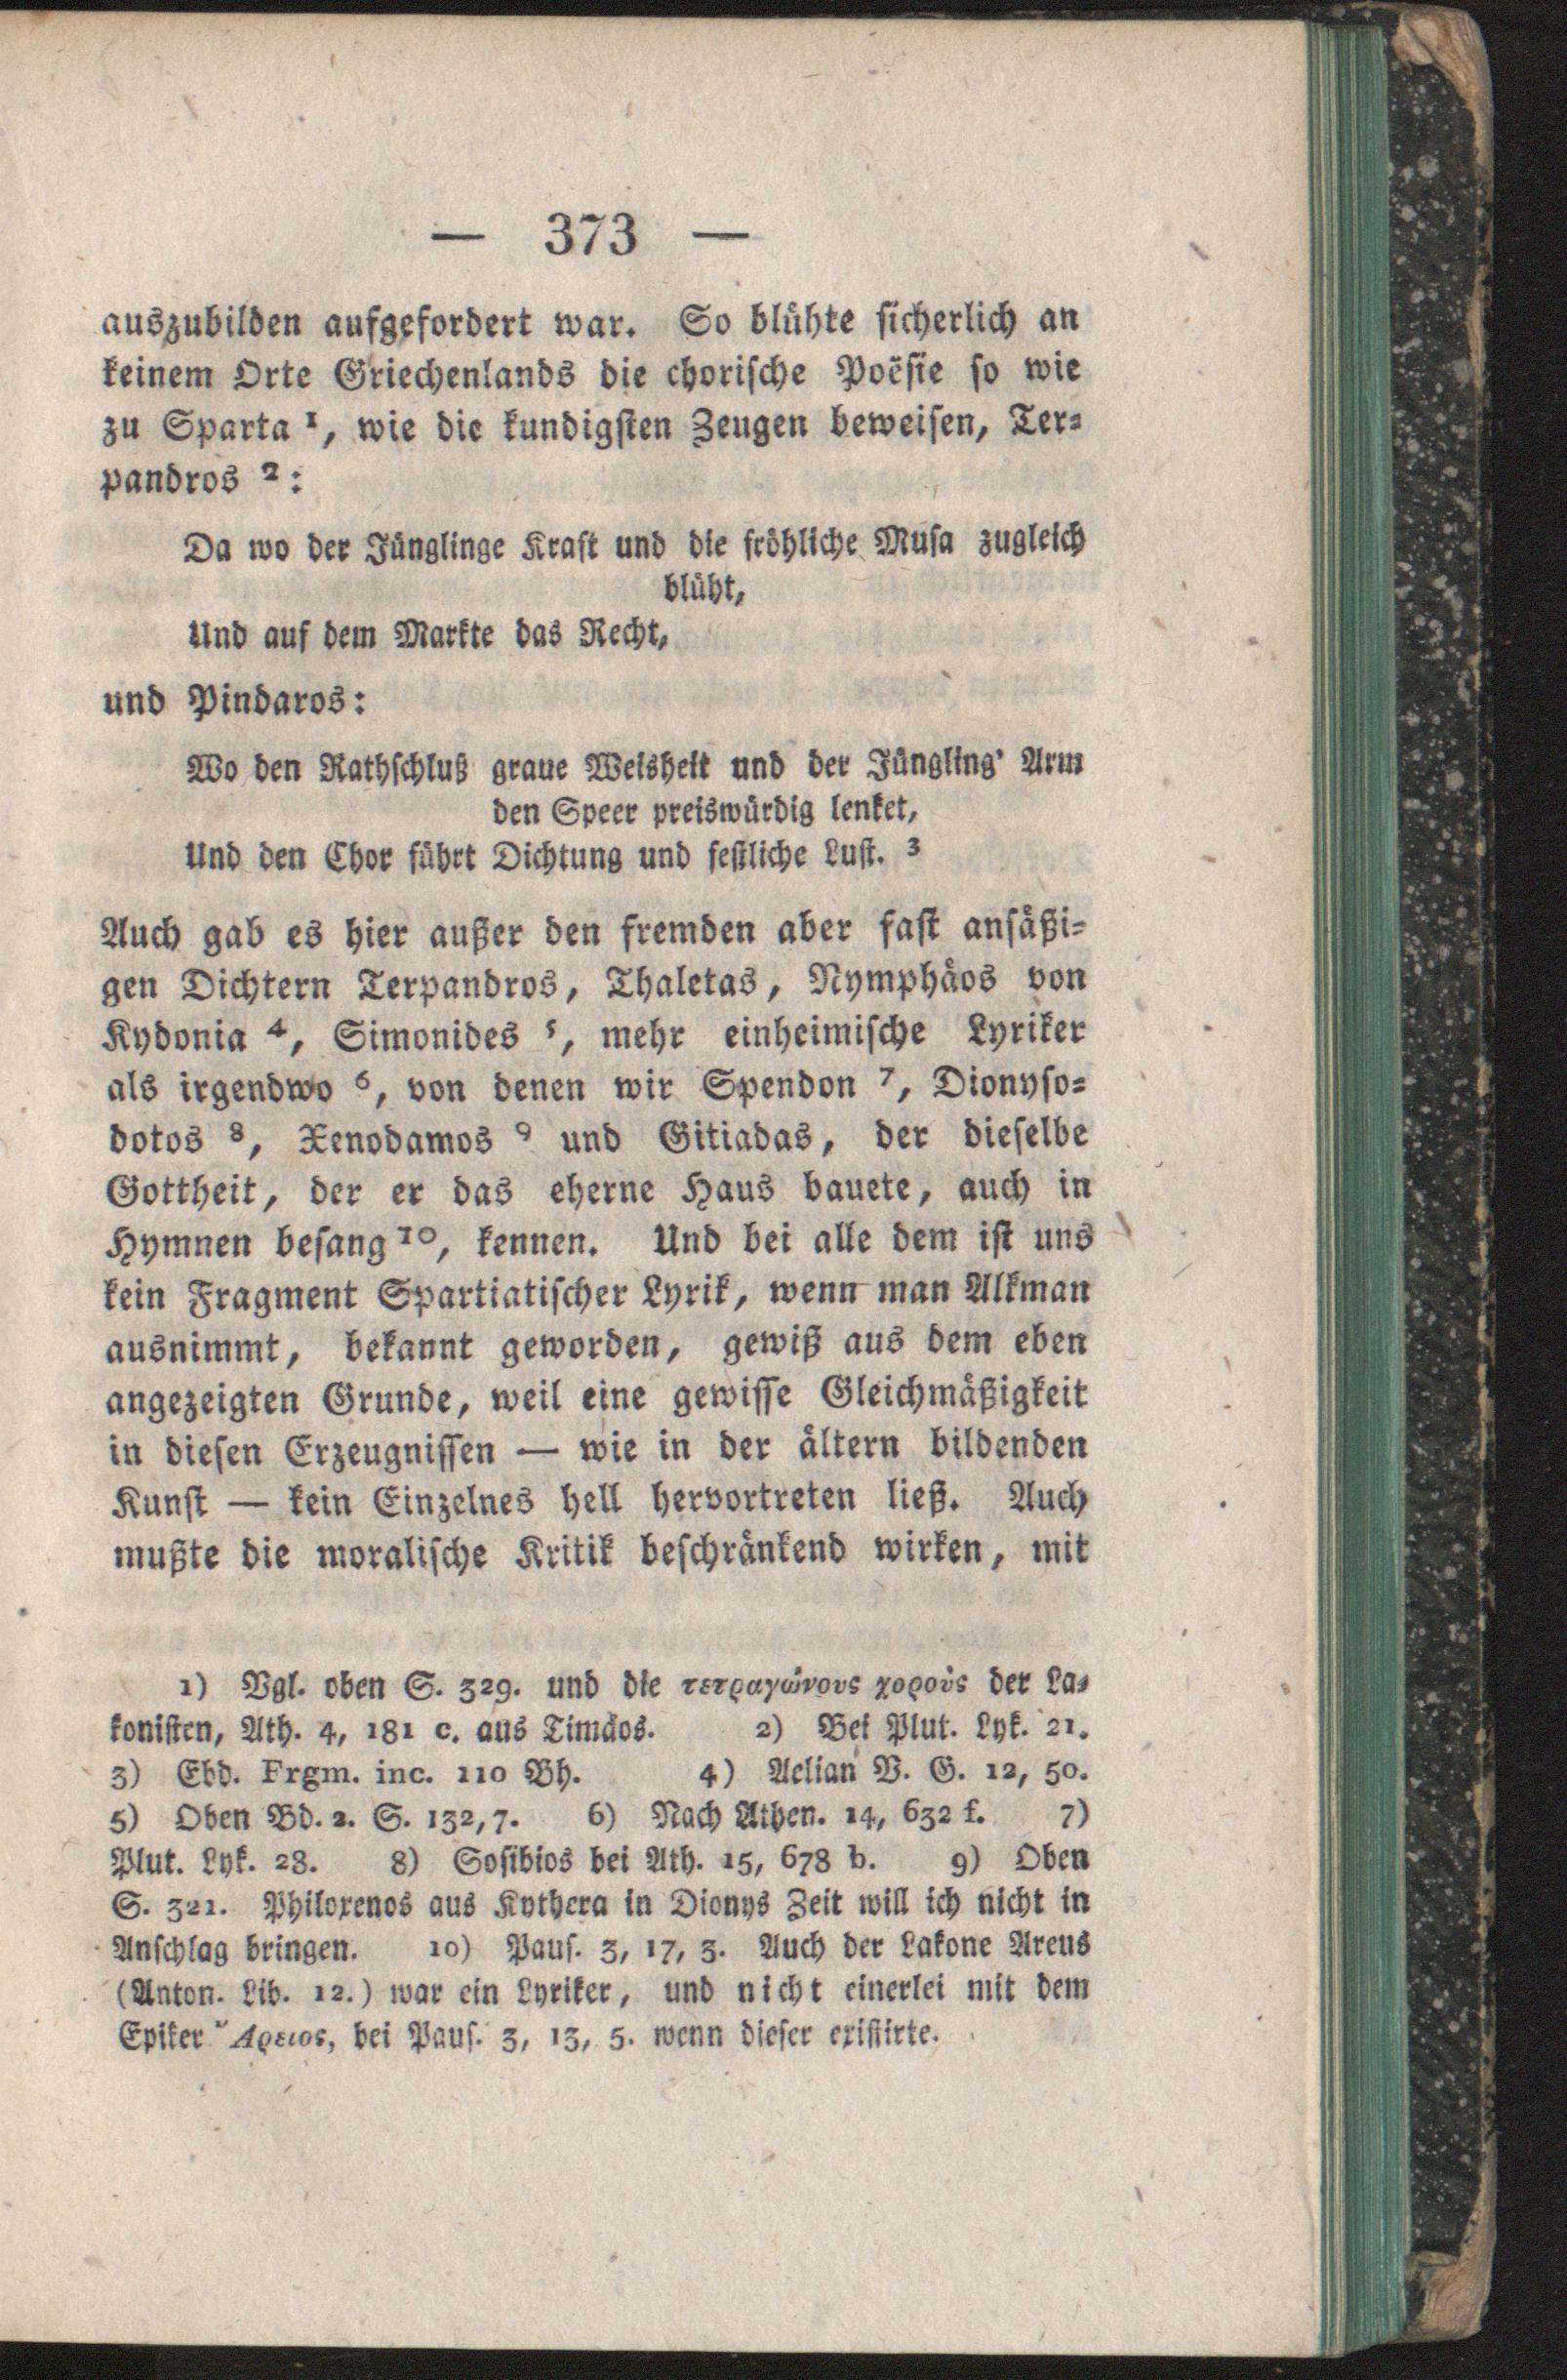 — 373 —
auszubilden aufgefordert war. So blühte sicherlich an
keinem Orte Griechenlands die chorische Poësie so wie
zu Sparta ¹, wie die kundigsten Zeugen beweisen, Ter-
pandros ²:
Da wo der Jünglinge Kraft und die fröhliche Musa zugleich
blüht,
Und auf dem Markte das Recht,
und Pindaros:
Wo den Rathschluß graue Weisheit und der Jüngling' Arm
den Speer preiswürdig lenket,
Und den Chor führt Dichtung und festliche Lust. ³
Auch gab es hier außer den fremden aber fast ansäßi-
gen Dichtern Terpandros, Thaletas, Nymphäos von
Kydonia ⁴, Simonides ⁵, mehr einheimische Lyriker
als irgendwo ⁶, von denen wir Spendon ⁷, Dionyso-
dotos ⁸, Xenodamos ⁹ und Gitiadas, der dieselbe
Gottheit, der er das eherne Haus bauete, auch in
Hymnen besang ¹⁰, kennen. Und bei alle dem ist uns
kein Fragment Spartiatischer Lyrik, wenn man Alkman
ausnimmt, bekannt geworden, gewiß aus dem eben
angezeigten Grunde, weil eine gewisse Gleichmäßigkeit
in diesen Erzeugnissen — wie in der ältern bildenden
Kunst — kein Einzelnes hell hervortreten ließ. Auch
mußte die moralische Kritik beschränkend wirken, mit
1) Vgl. oben S. 329. und die τετραγώνους χοροὺς der La-
konisten, Ath. 4, 181 c. aus Timäos. 2) Bei Plut. Lyk. 21.
3) Ebd. Frgm. inc. 110 Bh. 4) Aelian V. G. 12, 50.
5) Oben Bd. 2. S. 132, 7. 6) Nach Athen. 14, 632 f. 7)
Plut. Lyk. 28. 8) Sosibios bei Ath. 15, 678 b. 9) Oben
S. 321. Philoxenos aus Kythera in Dionys Zeit will ich nicht in
Anschlag bringen. 10) Paus. 3, 17, 3. Auch der Lakone Areus
(Anton. Lib. 12.) war ein Lyriker, und nicht einerlei mit dem
Epiker Ἄρειος, bei Paus. 3, 13, 5. wenn dieser existirte.